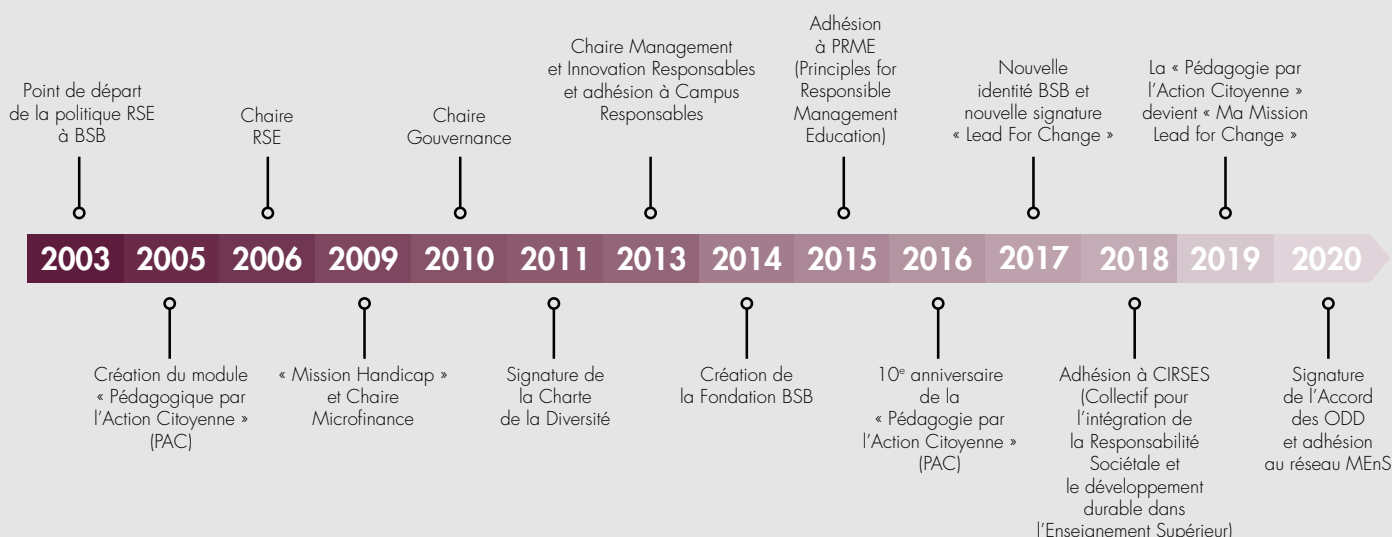 Point de départ
de la politique RSE
à BSB
Chaire
RSE
Chaire
Gouvernance
Chaire Management
et Innovation Responsables
et adhésion à Campus
Responsables
Adhésion
à PRME
(Principles for
Responsible
Management
Education)
Nouvelle
identité BSB et
nouvelle signature
« Lead For Change »
La « Pédagogie par
l'Action Citoyenne »
devient « Ma Mission
Lead for Change »
2003 2005 2006 2009 2010 2011 2013 2014 2015 2016 2017 2018 2019 2020
Création du module
« Pédagogique par
l'Action Citoyenne »
(PAC)
« Mission Handicap »
et Chaire
Microfinance
Signature de
la Charte
de la Diversité
Création de
la Fondation BSB
10e anniversaire
de la
« Pédagogie par
l'Action Citoyenne »
(PAC)
Adhésion à CIRSES
(Collectif pour
l'intégration de
la Responsabilité
Sociétale et
le développement
durable dans
l'Enseignement Supérieur)
Signature
de l'Accord
des ODD
et adhésion
au réseau MEnS